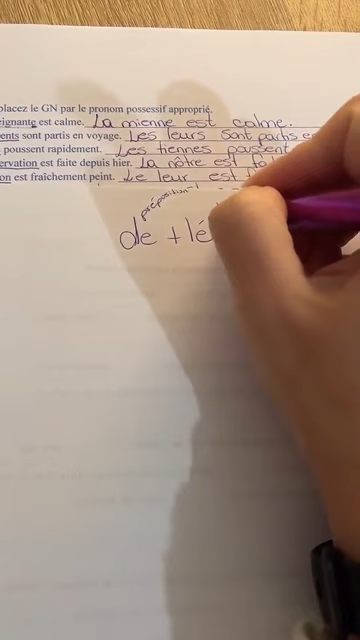 placez le GN par le pronom possessif approprié.
eignante est calme. La mienne est calme.
ents sont partis en voyage. Les leurs sont partis e
poussent rapidement. Les tiennes poussent
ervation est faite depuis hier. La nôtre est fa
on est fraîchement peint. Le leur est
préposition
de + lé